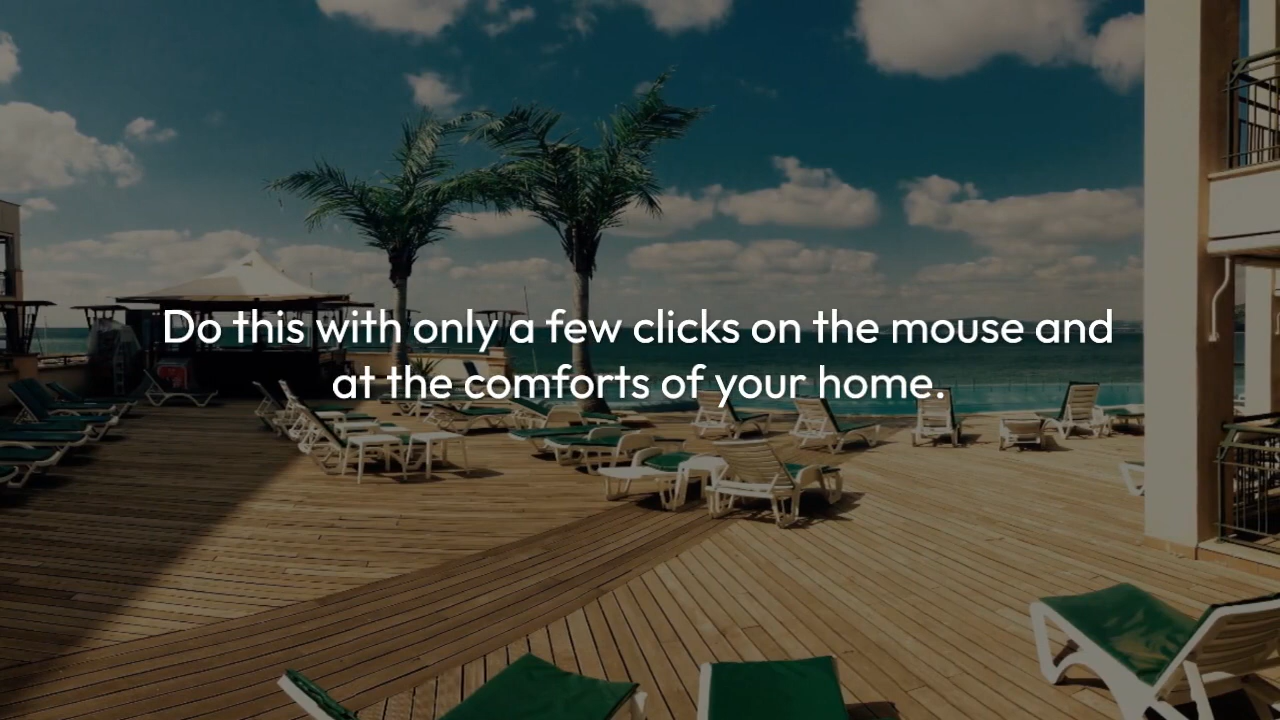 Do this with only a few clicks on the mouse and
at the comforts of your home.